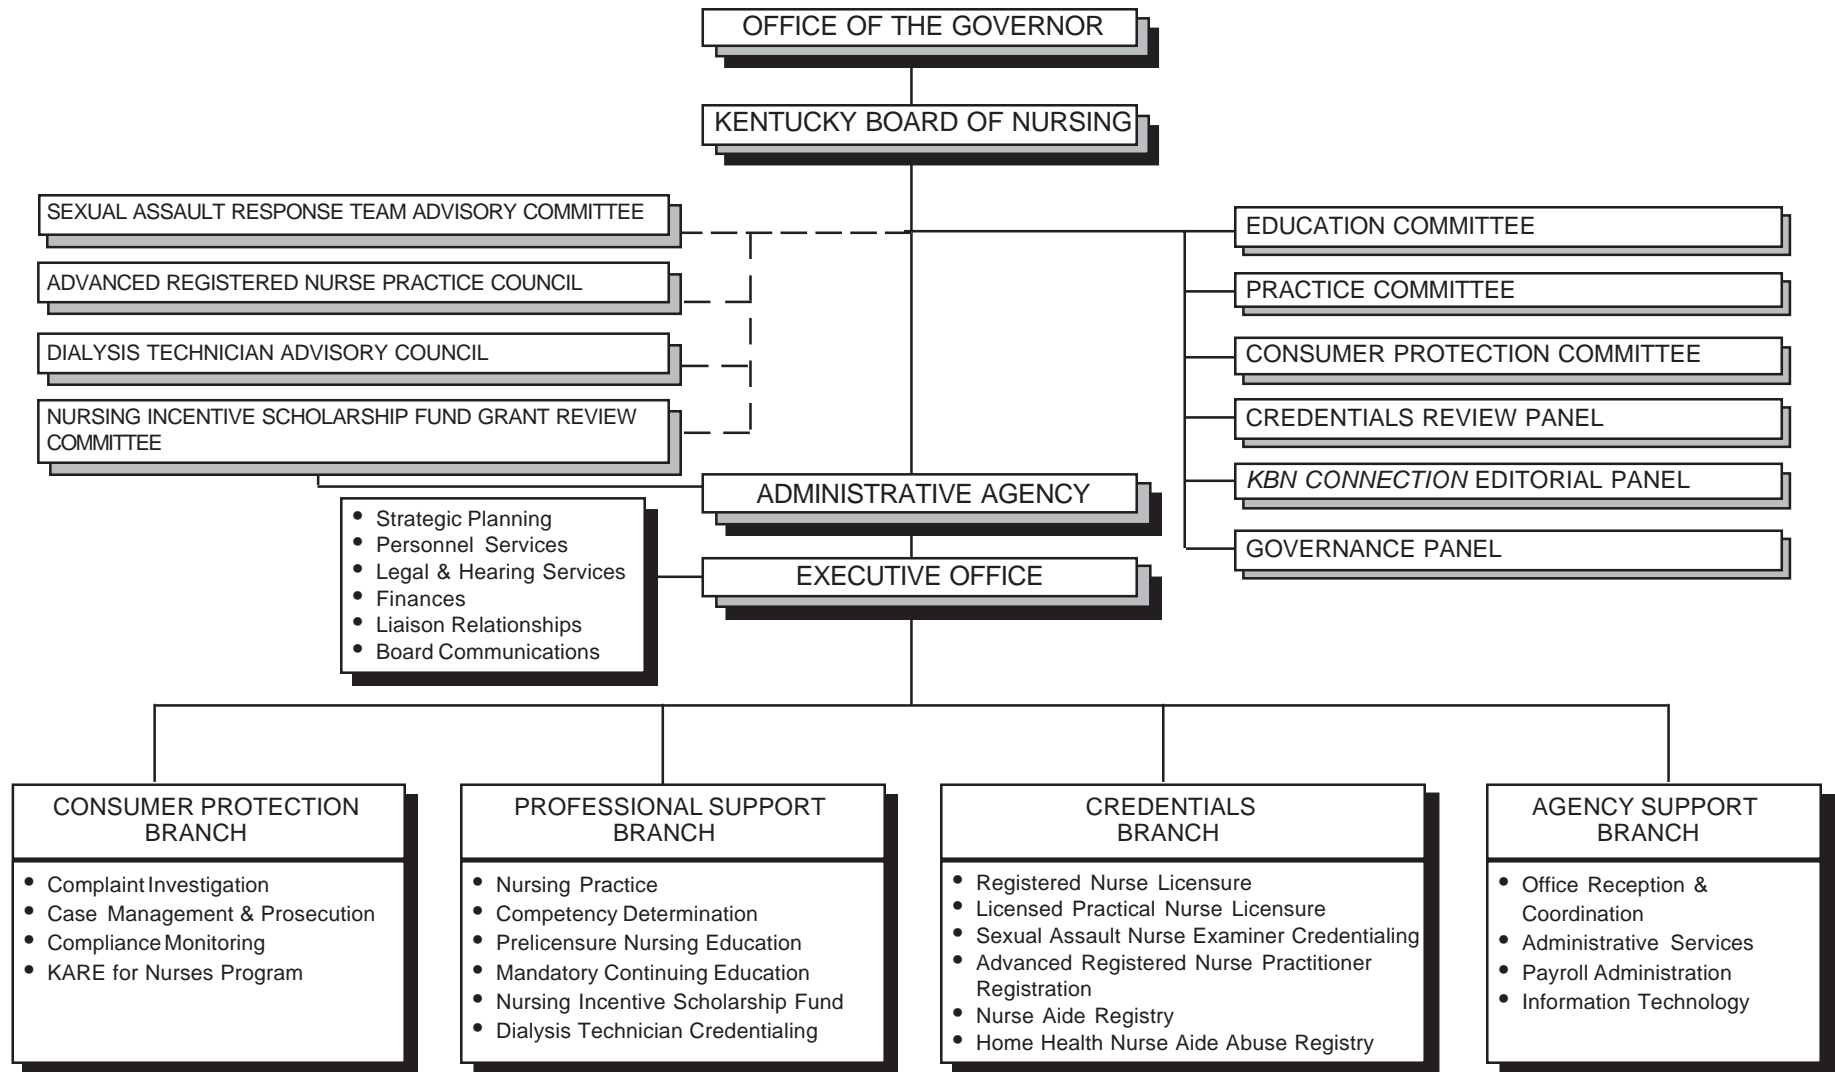 OFFICE OF THE GOVERNOR
KENTUCKY BOARD OF NURSING
SEXUAL ASSAULT RESPONSE TEAM ADVISORY COMMITTEE
ADVANCED REGISTERED NURSE PRACTICE COUNCIL
DIALYSIS TECHNICIAN ADVISORY COUNCIL
NURSING INCENTIVE SCHOLARSHIP FUND GRANT REVIEW
COMMITTEE
EDUCATION COMMITTEE
PRACTICE COMMITTEE
CONSUMER PROTECTION COMMITTEE
CREDENTIALS REVIEW PANEL
KBN CONNECTION EDITORIAL PANEL
GOVERNANCE PANEL
ADMINISTRATIVE AGENCY
EXECUTIVE OFFICE
• Strategic Planning
• Personnel Services
• Legal & Hearing Services
• Finances
• Liaison Relationships
• Board Communications
CONSUMER PROTECTION
BRANCH
• Complaint Investigation
• Case Management & Prosecution
• Compliance Monitoring
• KARE for Nurses Program
PROFESSIONAL SUPPORT
BRANCH
• Nursing Practice
• Competency Determination
• Prelicensure Nursing Education
• Mandatory Continuing Education
• Nursing Incentive Scholarship Fund
• Dialysis Technician Credentialing
CREDENTIALS
BRANCH
• Registered Nurse Licensure
• Licensed Practical Nurse Licensure
• Sexual Assault Nurse Examiner Credentialing
• Advanced Registered Nurse Practitioner
Registration
• Nurse Aide Registry
• Home Health Nurse Aide Abuse Registry
AGENCY SUPPORT
BRANCH
• Office Reception &
Coordination
• Administrative Services
• Payroll Administration
• Information Technology